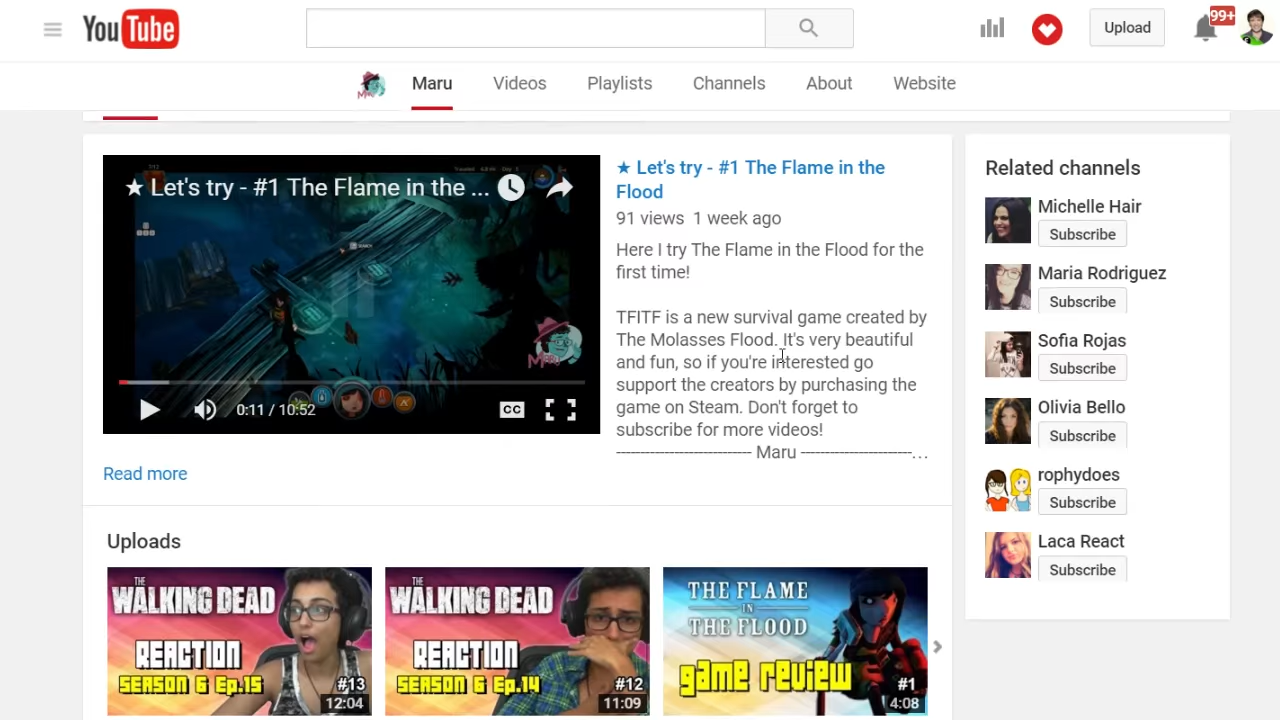 YouTube
Upload
99+
Maru
Videos
Playlists
Channels
About
Website
★ Let's try - #1 The Flame in the ...
SEARCH
Maru
0:11 / 10:52
CC
★ Let's try - #1 The Flame in the
Flood
91 views 1 week ago
Here I try The Flame in the Flood for the
first time!
TFITF is a new survival game created by
The Molasses Flood. It's very beautiful
and fun, so if you're interested go
support the creators by purchasing the
game on Steam. Don't forget to
subscribe for more videos!
--------------------------- Maru ----------------------...
Read more
Related channels
Michelle Hair
Subscribe
Maria Rodriguez
Subscribe
Sofia Rojas
Subscribe
Olivia Bello
Subscribe
rophydoes
Subscribe
Laca React
Subscribe
Uploads
THE
WALKING DEAD
REACTION
SEASON 6 Ep.15
#13
12:04
THE
WALKING DEAD
REACTION
SEASON 6 Ep.14
#12
11:09
THE FLAME
IN
THE FLOOD
game review
#1
4:08